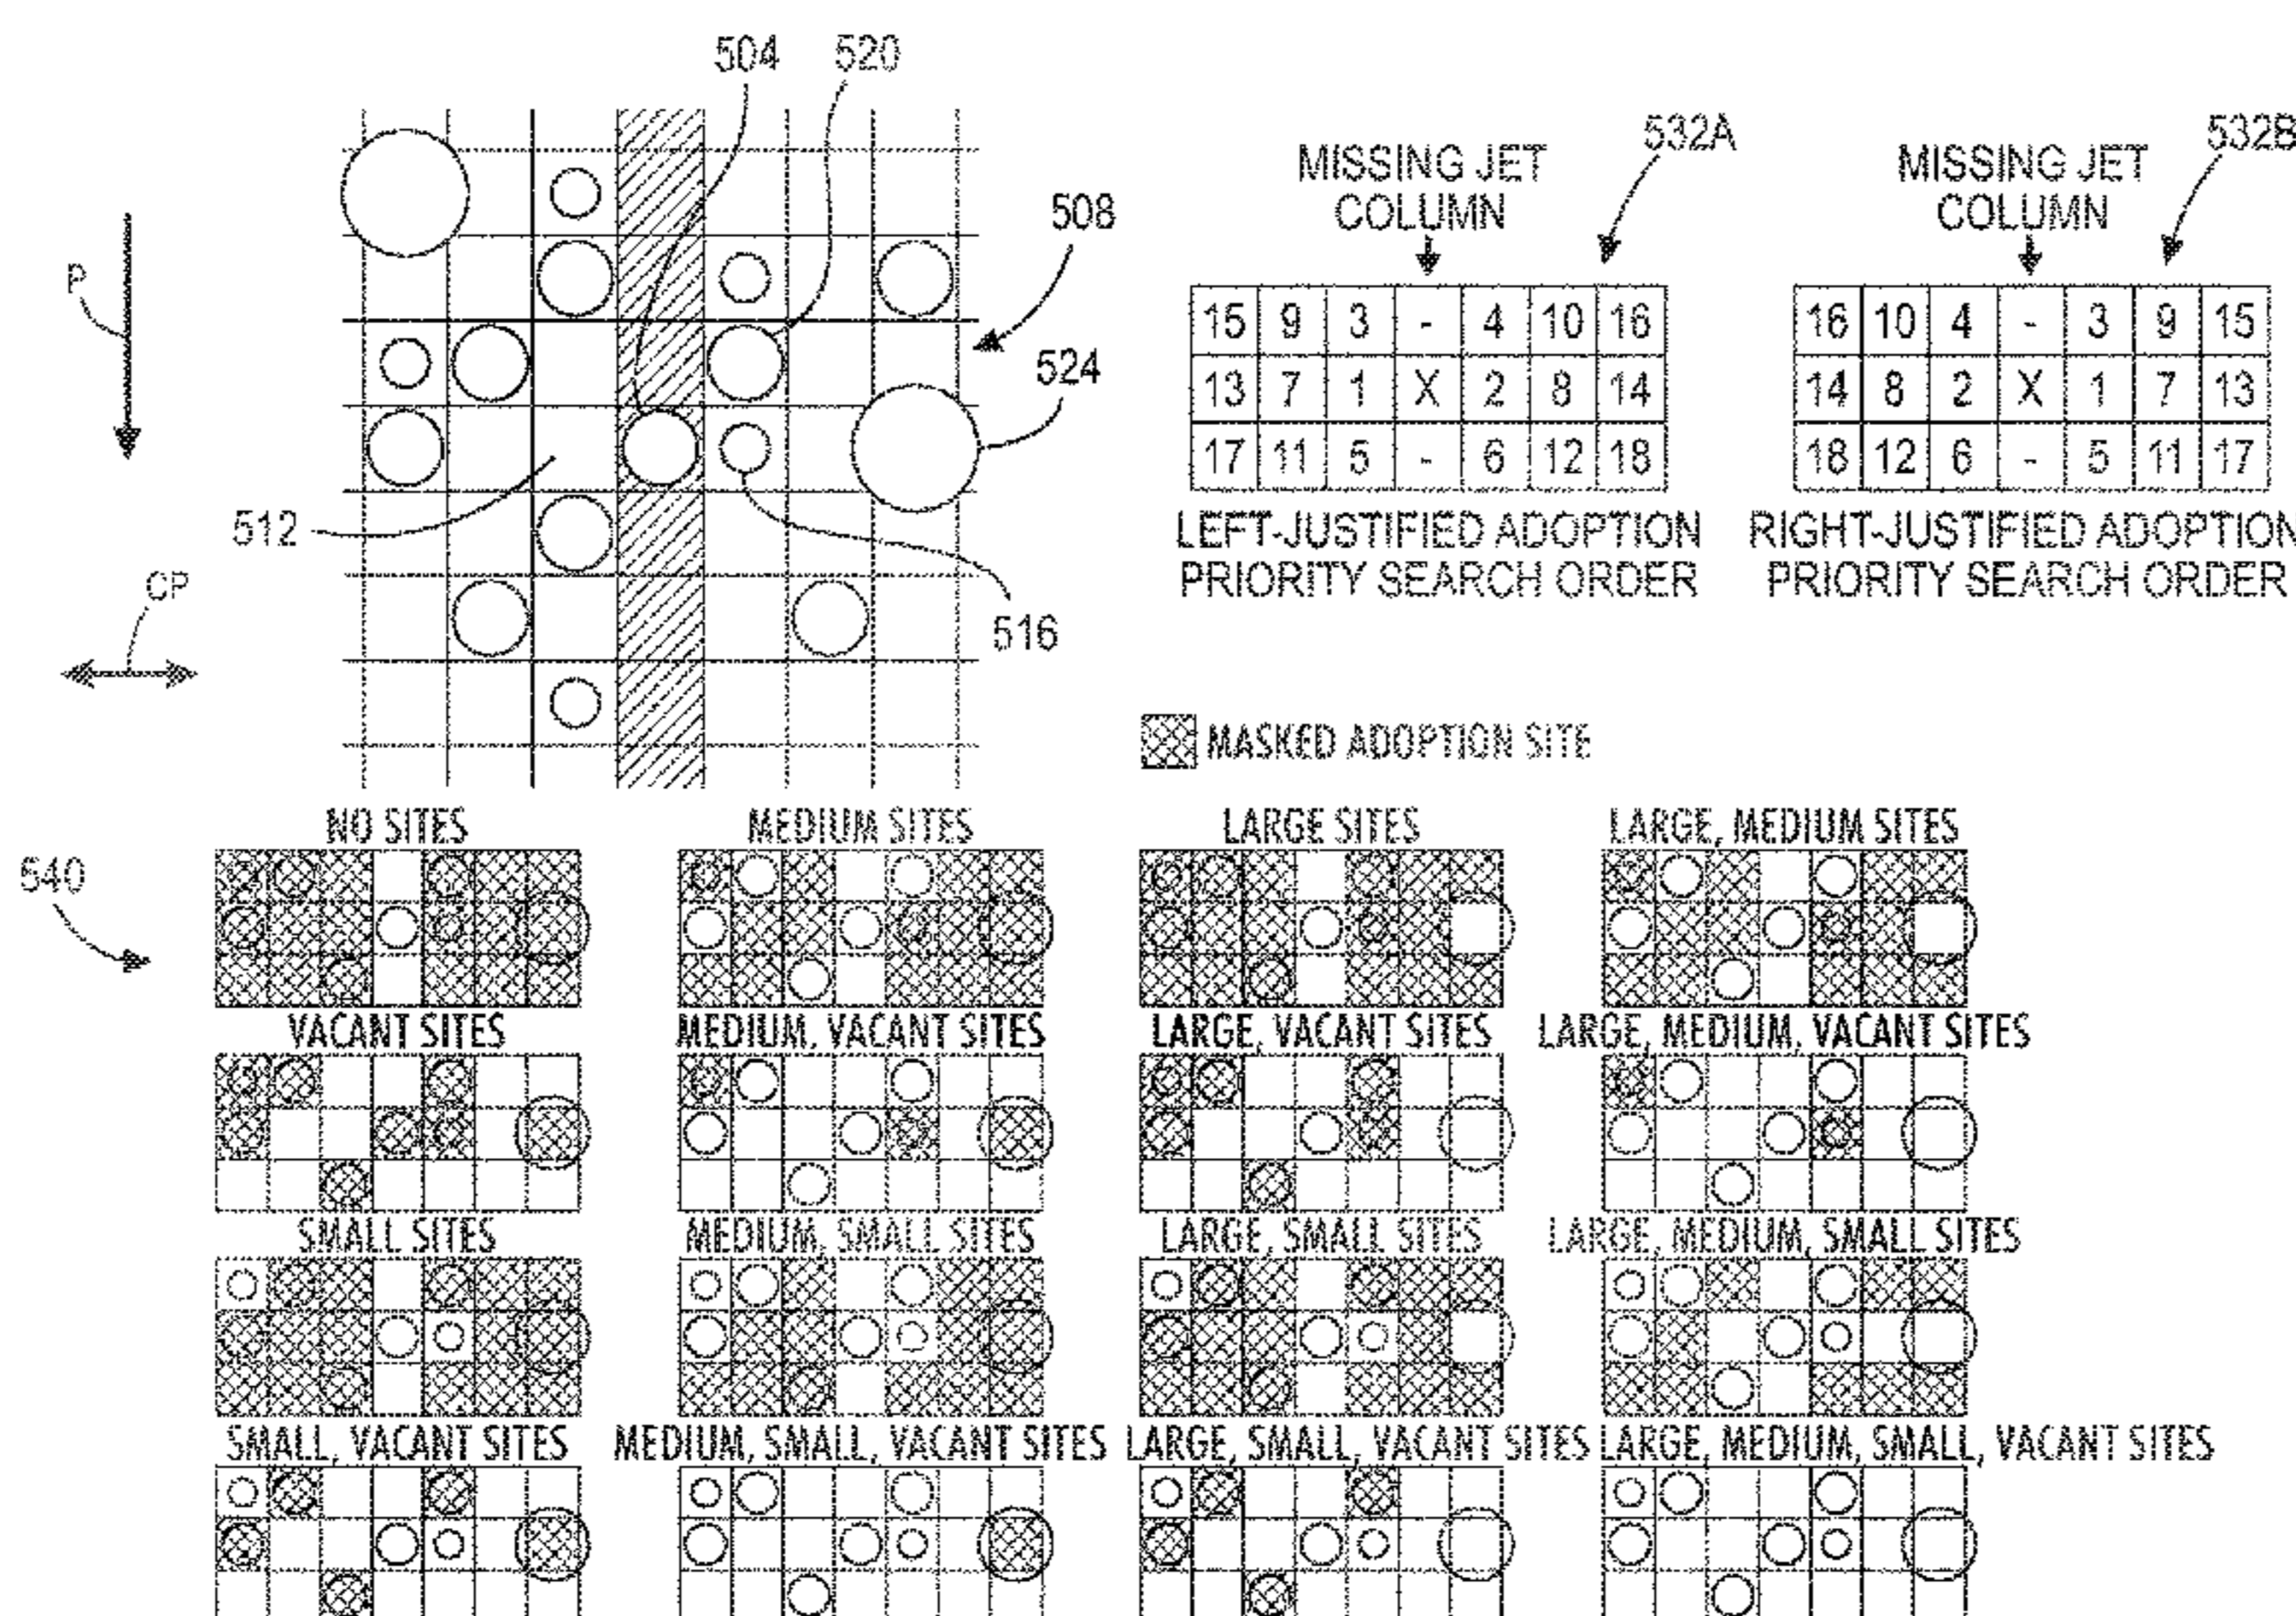 504
520
532A
532B
MISSING JET
COLUMN
MISSING JET
COLUMN
508
P
15 9 3 - 4 10 16
13 7 1 X 2 8 14
17 11 5 - 6 12 18
16 10 4 - 3 9 15
14 8 2 X 1 7 13
18 12 6 - 5 11 17
524
512
LEFT-JUSTIFIED ADOPTION
PRIORITY SEARCH ORDER
RIGHT-JUSTIFIED ADOPTION
PRIORITY SEARCH ORDER
CP
516
MASKED ADOPTION SITE
540
NO SITES
MEDIUM SITES
LARGE SITES
LARGE, MEDIUM SITES
VACANT SITES
MEDIUM, VACANT SITES
LARGE, VACANT SITES
LARGE, MEDIUM, VACANT SITES
SMALL SITES
MEDIUM, SMALL SITES
LARGE, SMALL SITES
LARGE, MEDIUM, SMALL SITES
SMALL, VACANT SITES
MEDIUM, SMALL, VACANT SITES
LARGE, SMALL, VACANT SITES
LARGE, MEDIUM, SMALL, VACANT SITES